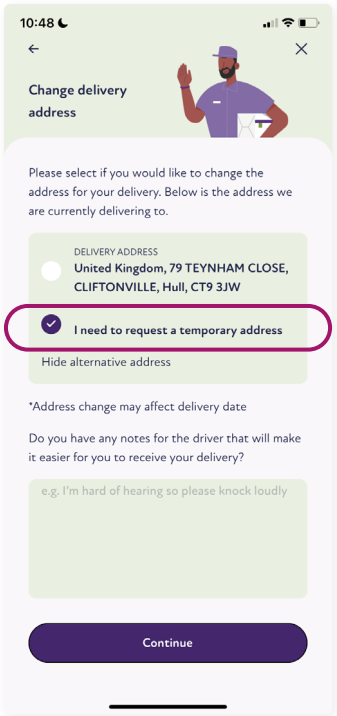 10:48
Change delivery
address
Please select if you would like to change the
address for your delivery. Below is the address we
are currently delivering to.
DELIVERY ADDRESS
United Kingdom, 79 TEYNHAM CLOSE,
CLIFTONVILLE, Hull, CT9 3JW
I need to request a temporary address
Hide alternative address
*Address change may affect delivery date
Do you have any notes for the driver that will make
it easier for you to receive your delivery?
e.g. I'm hard of hearing so please knock loudly
Continue